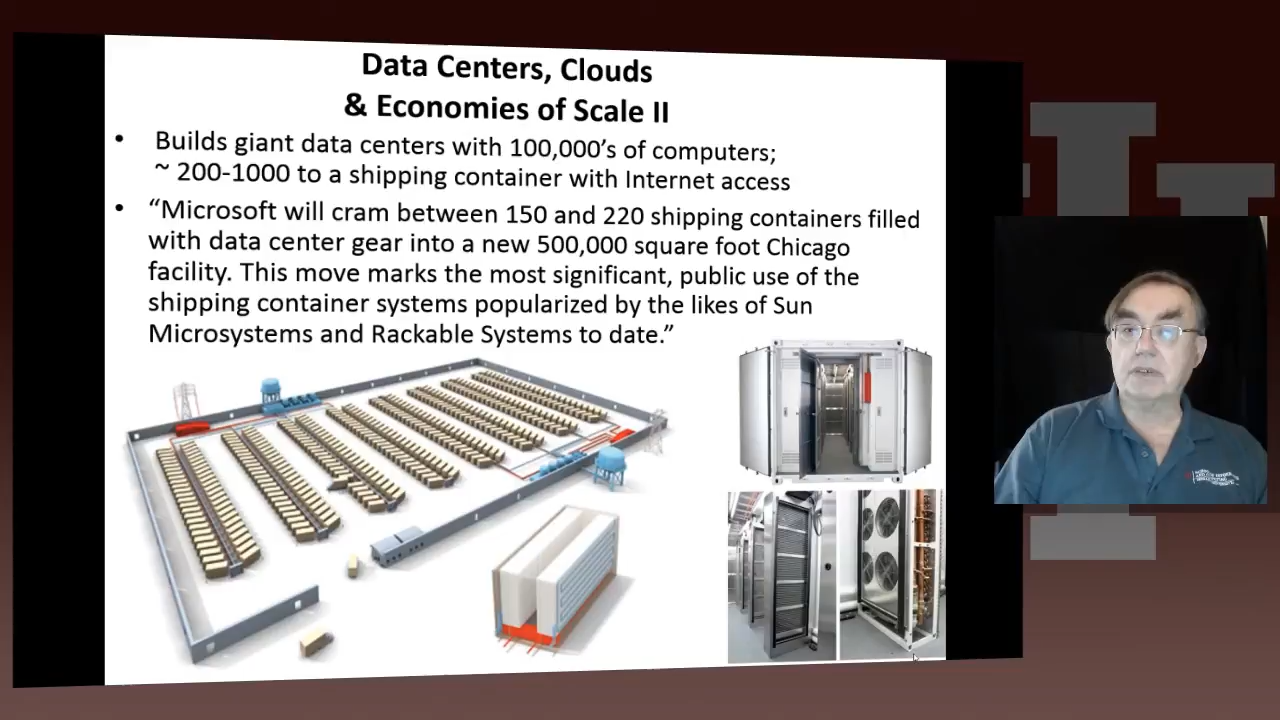 Data Centers, Clouds
& Economies of Scale II
• Builds giant data centers with 100,000’s of computers;
~ 200-1000 to a shipping container with Internet access
• “Microsoft will cram between 150 and 220 shipping containers filled
with data center gear into a new 500,000 square foot Chicago
facility. This move marks the most significant, public use of the
shipping container systems popularized by the likes of Sun
Microsystems and Rackable Systems to date.”